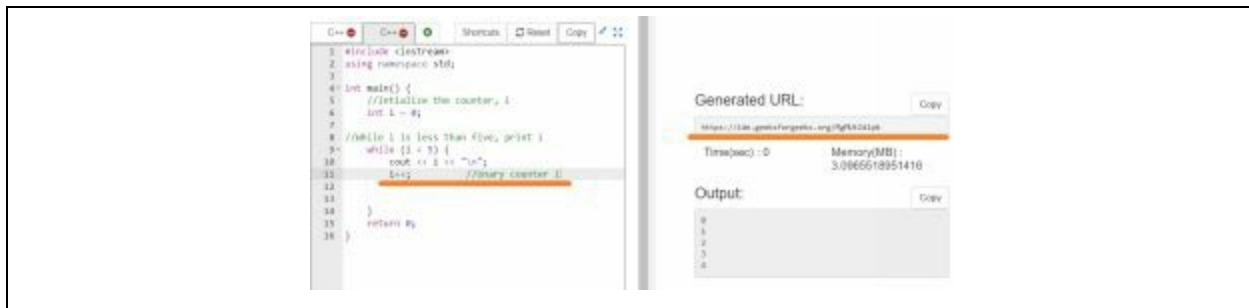 C++ C++ Shortcuts Reset Copy
1 #include <iostream>
2 using namespace std;
3
4 int main() {
5 //intialize the counter, i
6 int i = 0;
7
8 //While i is less than five, print i
9 while (i < 5) {
10 cout << i << "\n";
11 i++; //Unary counter i
12
13
14 }
15 return 0;
16 }
Generated URL: Copy
Time(sec) : 0 Memory(MB) :
3.0965518951416
Output: Copy
0
1
2
3
4